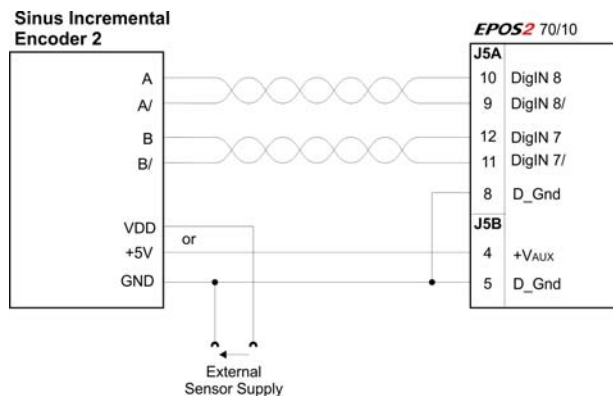 Sinus Incremental
Encoder 2
EPOS2 70/10
J5A
A
10 DigIN 8
A/
9 DigIN 8/
B
12 DigIN 7
B/
11 DigIN 7/
8 D_Gnd
J5B
VDD
or
+5V
4 +VAUX
GND
5 D_Gnd
External
Sensor Supply